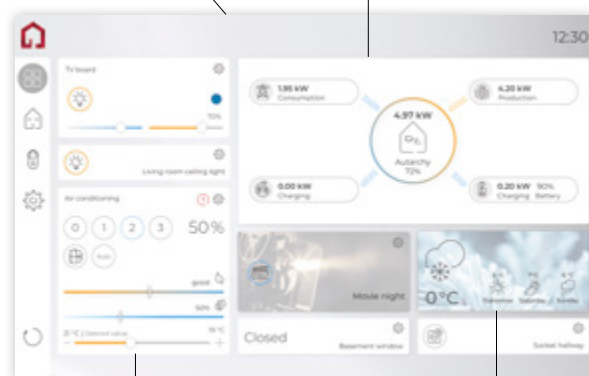 12:30
Tv board
70%
Living room ceiling light
Air conditioning
0 1 2 3 50%
Auto
good
50%
21 °C | Desired value 19 °C
- +
1.95 kW
Consumption
4.20 kW
Production
4.97 kW
Autarchy
72%
0.00 kW
Charging
0.20 kW 90%
Charging Battery
Movie night
0°C
Tomorrow Saturday Sunday
Closed
Basement window
Socket hallway